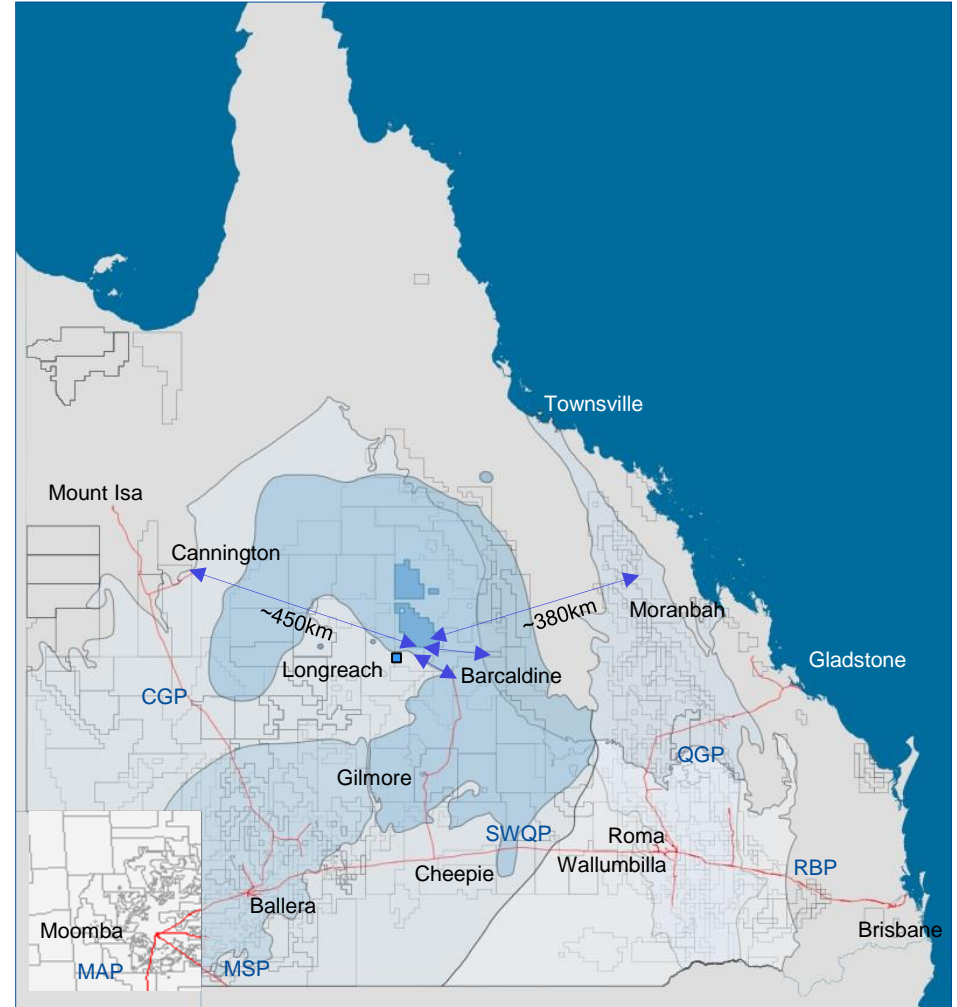 Townsville
Mount Isa
Cannington
Moranbah
~450km
~380km
Longreach
Barcaldine
Gladstone
CGP
QGP
Gilmore
SWQP
Roma
Wallumbilla
Cheepie
RBP
Ballera
Moomba
Brisbane
MAP
MSP